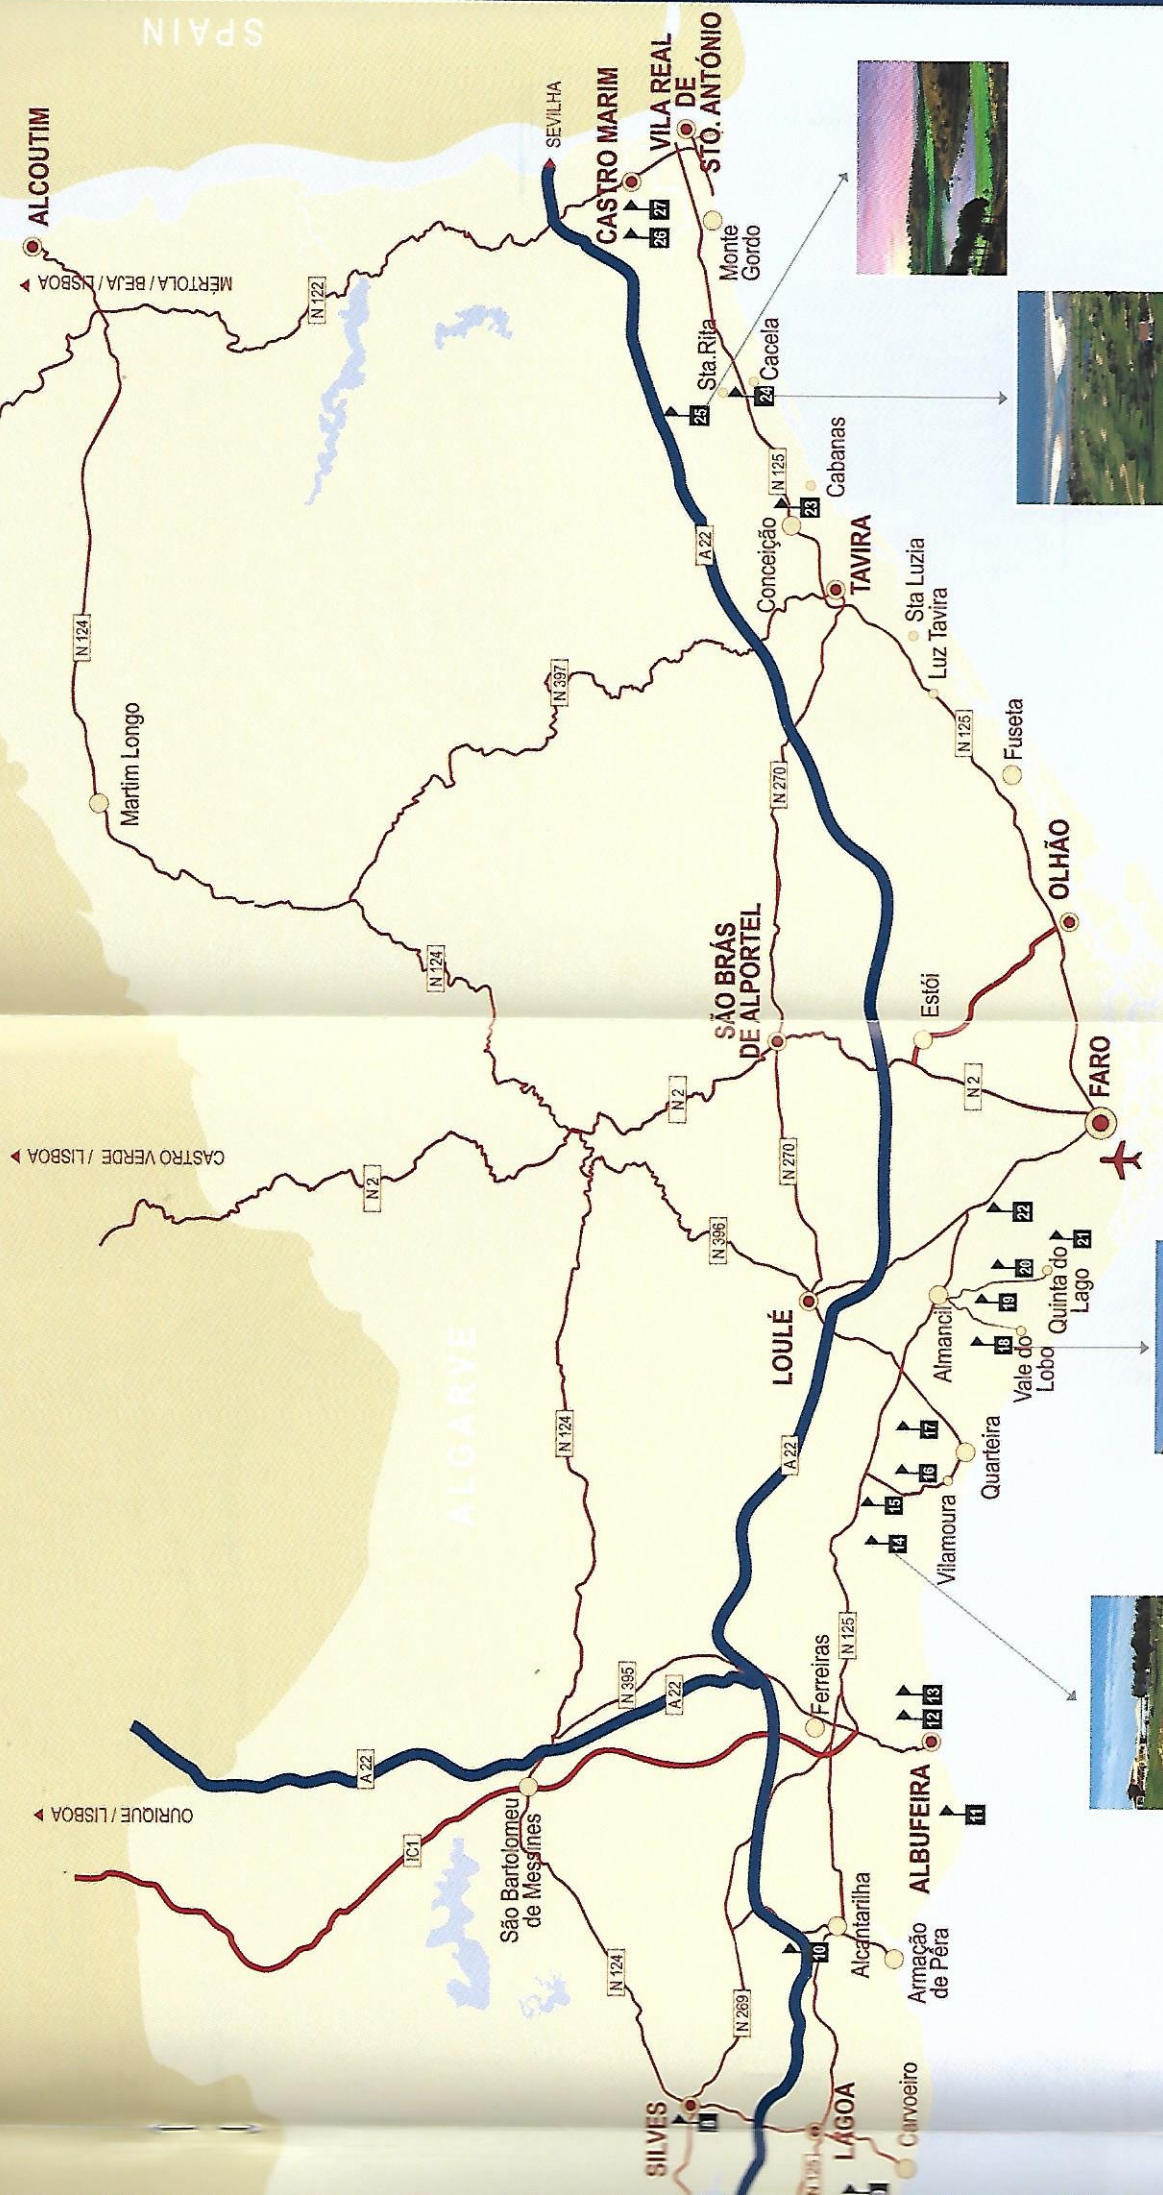 SPAIN
ALCOUTIM
MÉRTOLA / BEJA / LISBOA
N 122
SEVILHA
CASTRO MARIM
VILA REAL
DE
STO. ANTÓNIO
26
27
Monte
Gordo
Sta.Rita
Cacela
25
24
N 124
A 22
N 125
Cabanas
23
Conceição
TAVIRA
Sta Luzia
Luz Tavira
Martim Longo
N 397
N 270
N 125
Fuseta
OLHÃO
N 124
SÃO BRÁS
DE ALPORTEL
Estói
N 2
N 2
FARO
CASTRO VERDE / LISBOA
N 2
N 396
N 270
22
21
20
19
18
Quinta do
Lago
LOULÉ
Almancil
Vale do
Lobo
ALGARVE
N 124
A 22
17
16
15
14
Quarteira
Vilamoura
N 395
A 22
Ferreiras
N 125
12
13
A 22
OURIQUE / LISBOA
IC1
São Bartolomeu
de Messines
ALBUFEIRA
11
N 124
N 269
10
Alcantarilha
Armação
de Pêra
SILVES
8
LAGOA
Carvoeiro
N 125